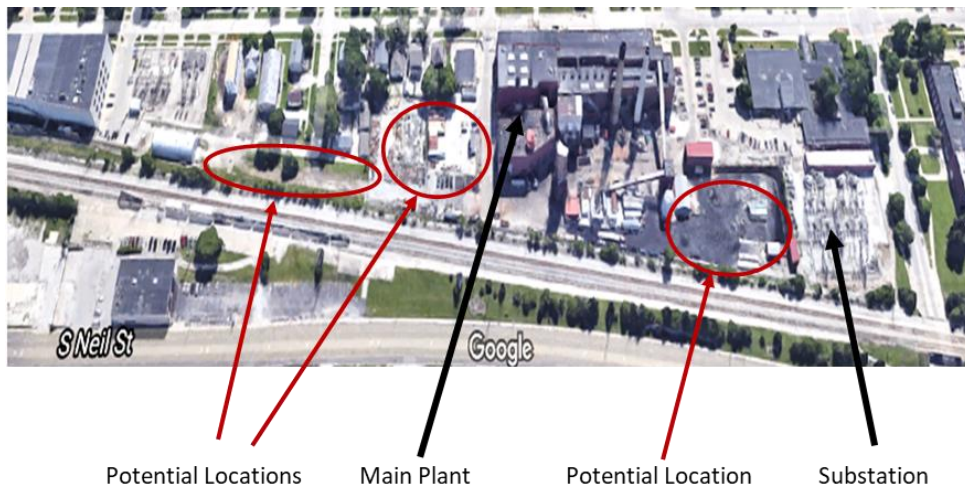 S Neil St
Google
Potential Locations
Main Plant
Potential Location
Substation